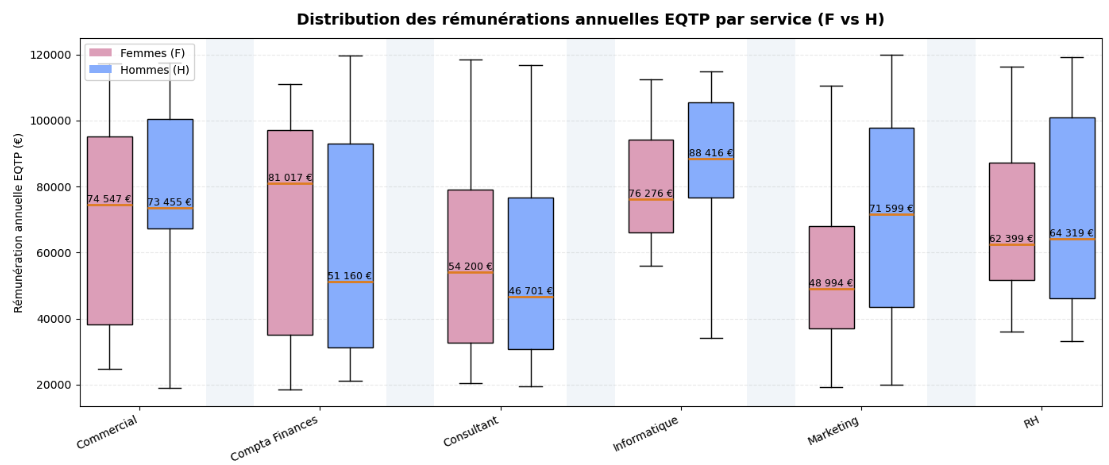 Distribution des rémunérations annuelles EQTP par service (F vs H)
Femmes (F)
Hommes (H)
Rémunération annuelle EQTP (€)
120000
100000
80000
60000
40000
20000
74 547 €
73 455 €
81 017 €
51 160 €
54 200 €
46 701 €
76 276 €
88 416 €
48 994 €
71 599 €
62 399 €
64 319 €
Commercial
Compta Finances
Consultant
Informatique
Marketing
RH